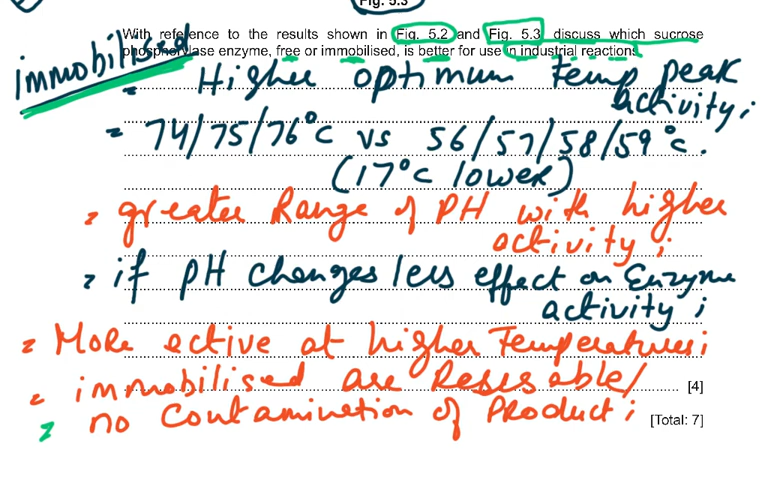 Fig. 5.3
With reference to the results shown in Fig. 5.2 and Fig. 5.3 discuss which sucrose
phosphorylase enzyme, free or immobilised, is better for use in industrial reactions.
immobilised
- Higher optimum Temp peak
activity;
= 74/75/76°C vs 56/57/58/59°C.
(17°C lower)
= greater Range of pH with higher
activity;
= if pH changes less effect on Enzyme
activity;
= More active at higher Temperatures;
= immobilised are Reseable/ [4]
= no contamination of Product; [Total: 7]